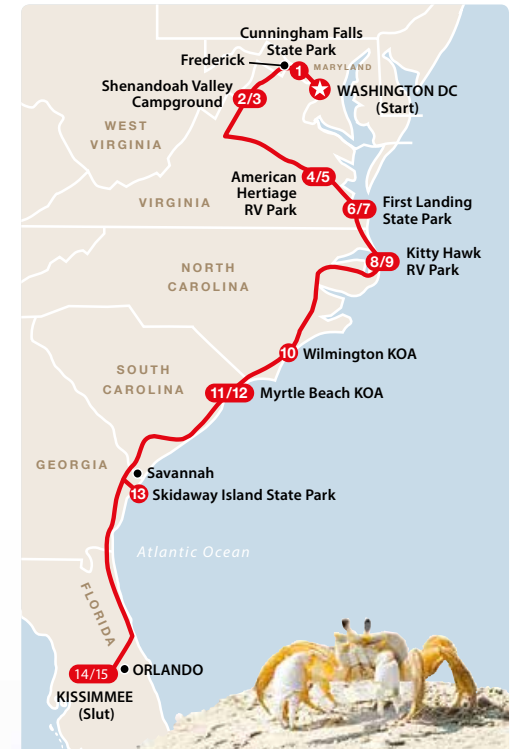 Cunningham Falls
State Park
Frederick
1
MARYLAND
WASHINGTON DC
(Start)
Shenandoah Valley
Campground
2/3
WEST
VIRGINIA
American
Hertiage
RV Park
4/5
VIRGINIA
6/7
First Landing
State Park
8/9
Kitty Hawk
RV Park
NORTH
CAROLINA
10
Wilmington KOA
SOUTH
CAROLINA
11/12
Myrtle Beach KOA
GEORGIA
Savannah
13
Skidaway Island State Park
Atlantic Ocean
FLORIDA
14/15
ORLANDO
KISSIMMEE
(Slut)